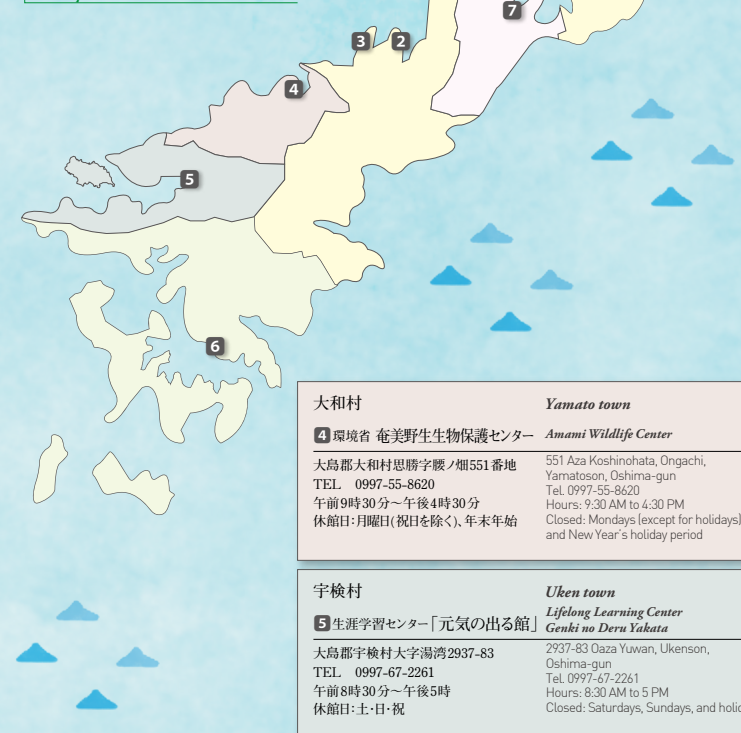 7
3
2
4
5
6
大和村
Yamato town
4 環境省 奄美野生生物保護センター
Amami Wildlife Center
大島郡大和村思勝字腰ノ畑551番地
TEL 0997-55-8620
午前9時30分～午後4時30分
休館日:月曜日(祝日を除く)、年末年始
551 Aza Koshinohata, Ongachi,
Yamatoson, Oshima-gun
Tel. 0997-55-8620
Hours: 9:30 AM to 4:30 PM
Closed: Mondays (except for holidays)
and New Year's holiday period
宇検村
Uken town
5 生涯学習センター「元気の出る館」
Lifelong Learning Center
Genki no Deru Yakata
大島郡宇検村大字湯湾2937-83
TEL 0997-67-2261
午前8時30分～午後5時
休館日:土・日・祝
2937-83 Oaza Yuwan, Ukenson,
Oshima-gun
Tel. 0997-67-2261
Hours: 8:30 AM to 5 PM
Closed: Saturdays, Sundays, and